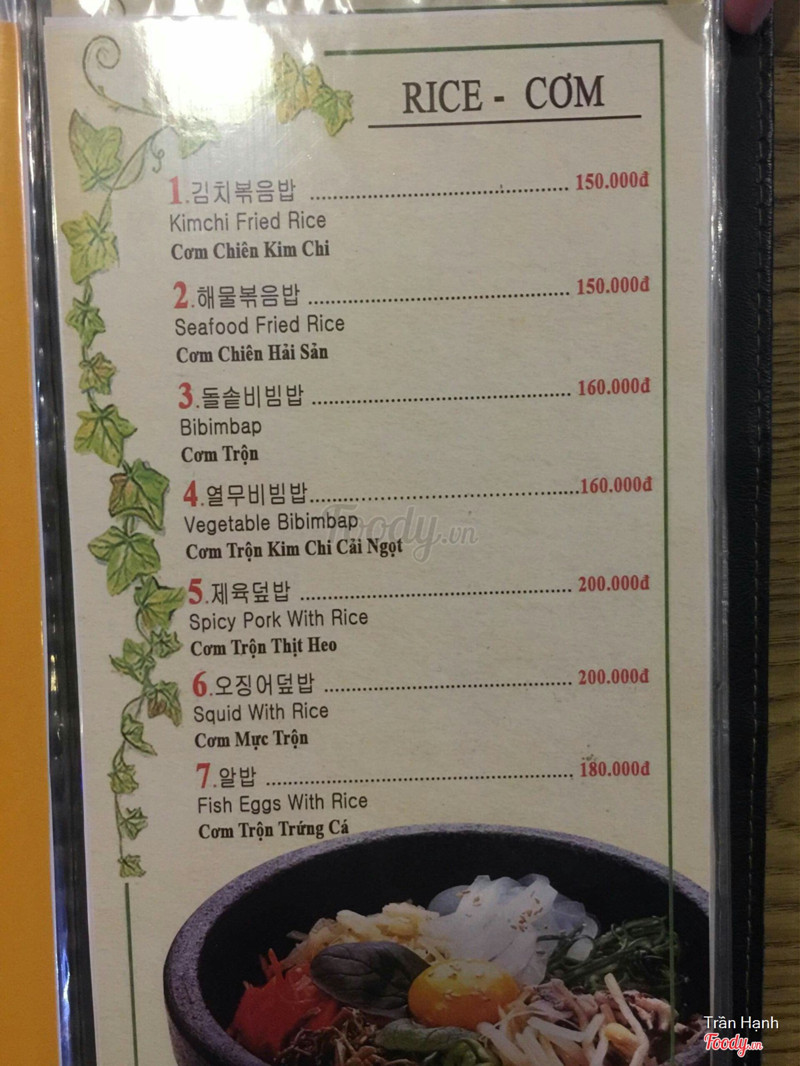 RICE - CƠM
1.김치볶음밥 150.000đ
Kimchi Fried Rice
Cơm Chiên Kim Chi
2.해물볶음밥 150.000đ
Seafood Fried Rice
Cơm Chiên Hải Sản
3.돌솥비빔밥 160.000đ
Bibimbap
Cơm Trộn
4.열무비빔밥 160.000đ
Vegetable Bibimbap
Cơm Trộn Kim Chi Cải Ngọt
5.제육덮밥 200.000đ
Spicy Pork With Rice
Cơm Trộn Thịt Heo
6.오징어덮밥 200.000đ
Squid With Rice
Cơm Mực Trộn
7.알밥 180.000đ
Fish Eggs With Rice
Cơm Trộn Trứng Cá
Foody.vn
Trần Hạnh
Foody.vn